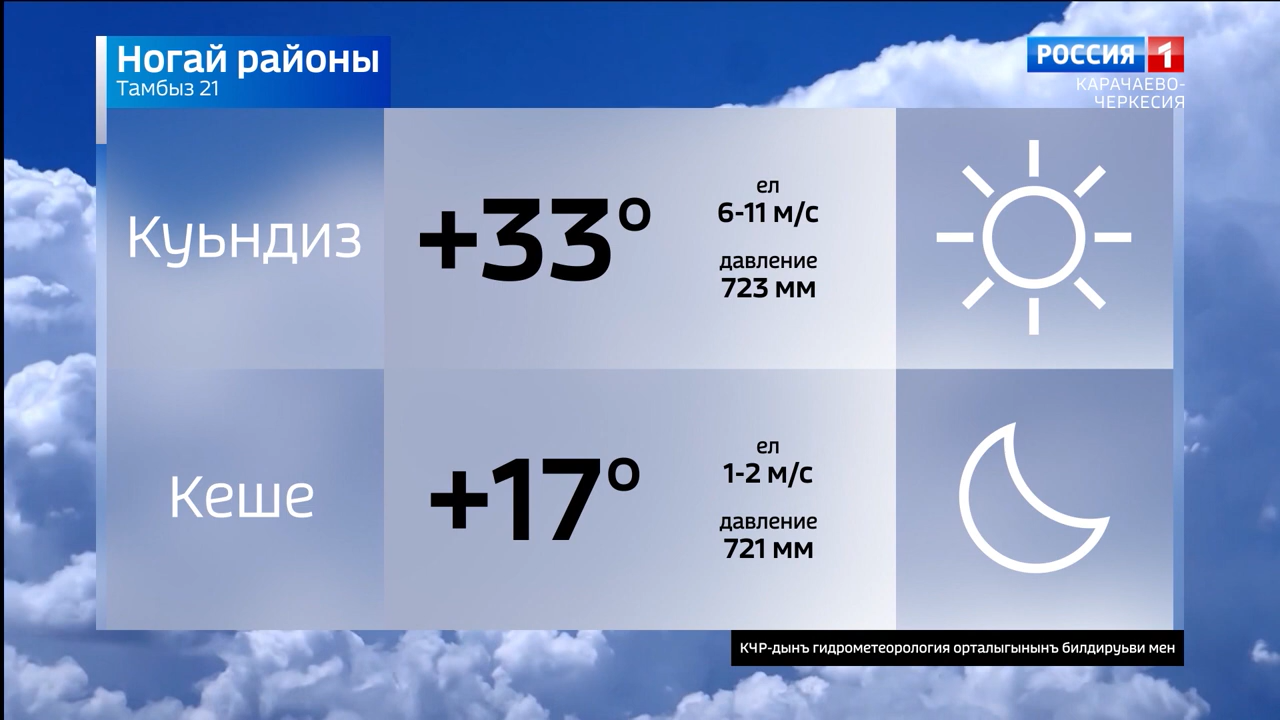 Ногай районы
Тамбыз 21
РОССИЯ 1
КАРАЧАЕВО-
ЧЕРКЕСИЯ
Куьндиз
+33°
ел
6-11 м/с
давление
723 мм
Кеше
+17°
ел
1-2 м/с
давление
721 мм
КЧР-дынъ гидрометеорология орталыгынынъ билдируьви мен